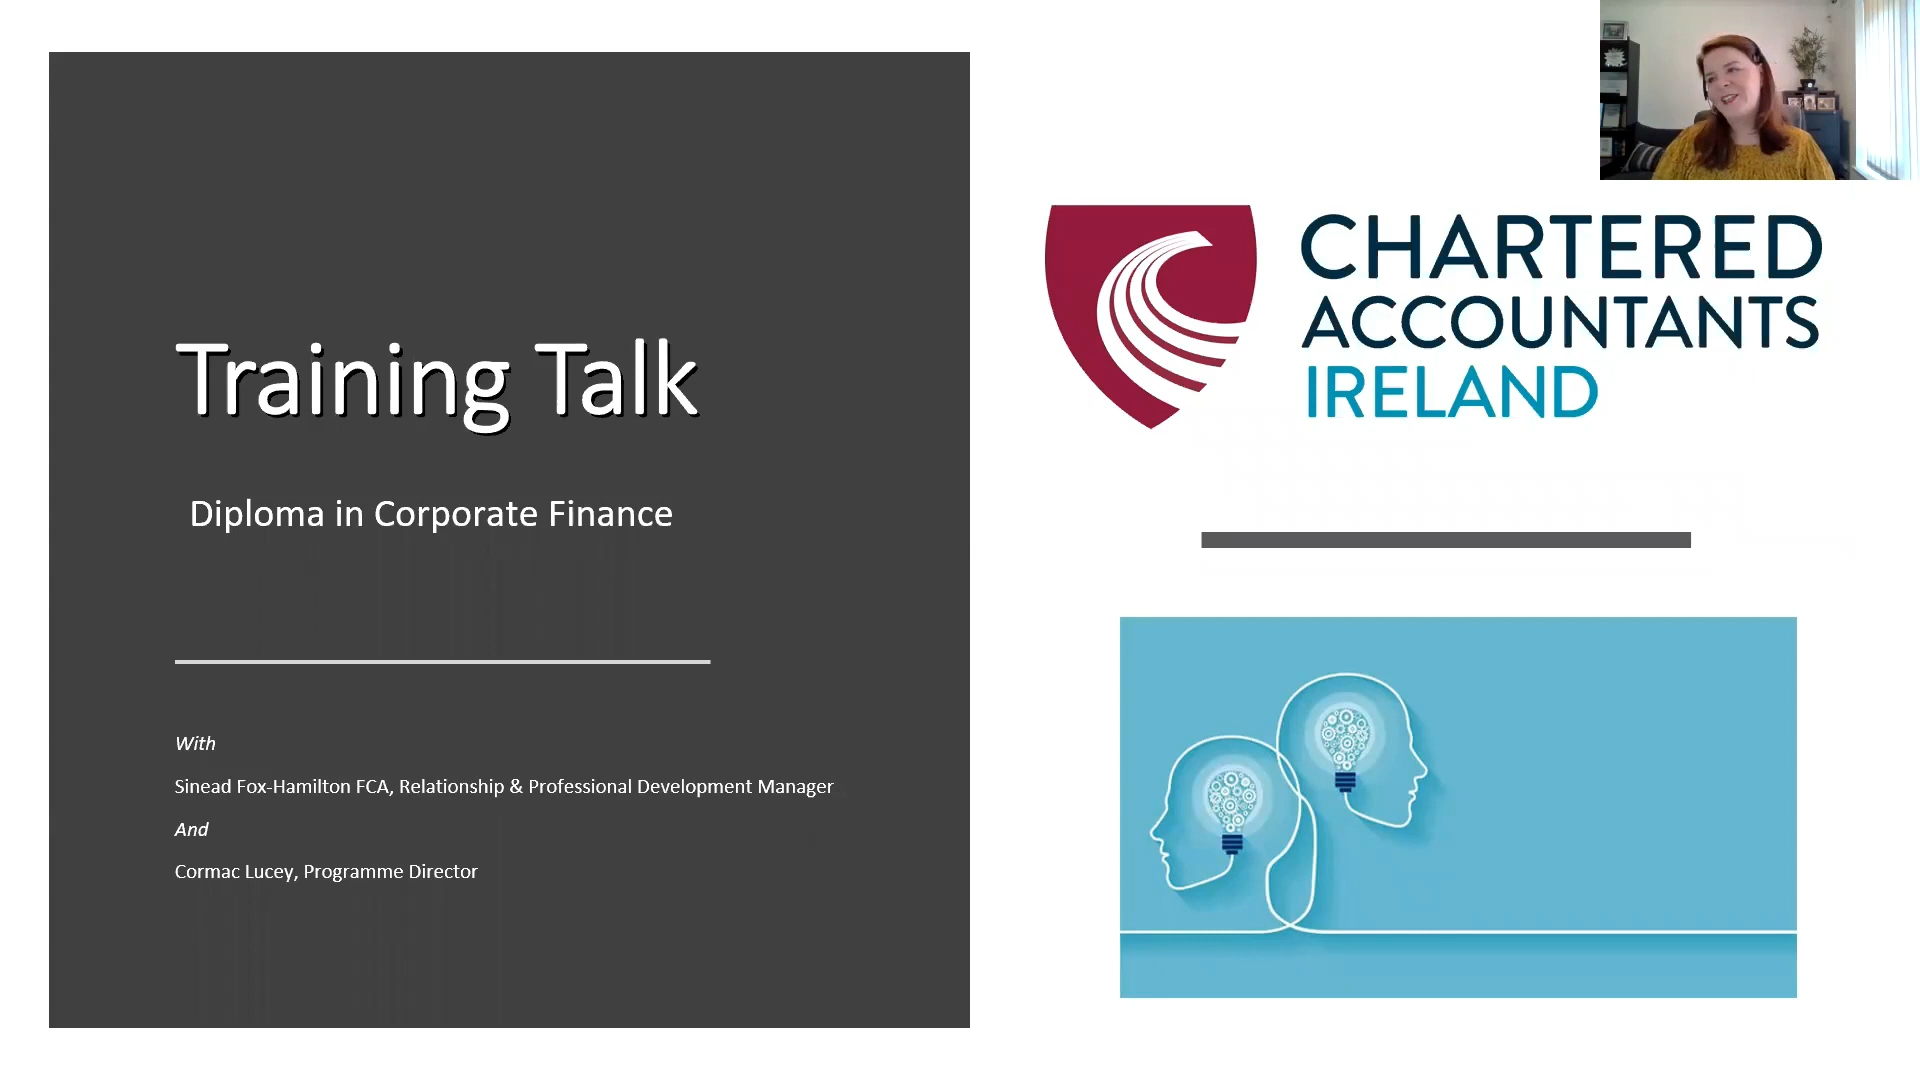 Training Talk
Diploma in Corporate Finance
With
Sinead Fox-Hamilton FCA, Relationship & Professional Development Manager
And
Cormac Lucey, Programme Director
CHARTERED
ACCOUNTANTS
IRELAND